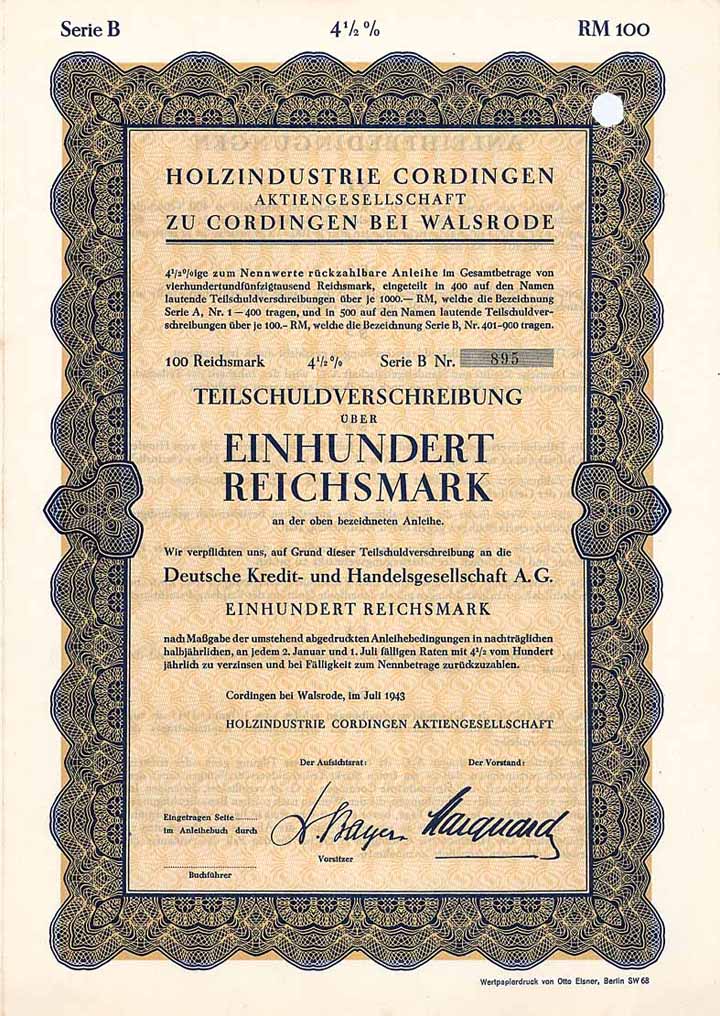 Serie B 4½% RM 100
HOLZINDUSTRIE CORDINGEN
AKTIENGESELLSCHAFT
ZU CORDINGEN BEI WALSRODE
4½%ige zum Nennwerte rückzahlbare Anleihe im Gesamtbetrage von
vierhundertundfünfzigtausend Reichsmark, eingeteilt in 400 auf den Namen
lautende Teilschuldverschreibungen über je 1000.— RM, welche die Bezeichnung
Serie A, Nr. 1—400 tragen, und in 500 auf den Namen lautende Teilschuldver-
schreibungen über je 100.- RM, welche die Bezeichnung Serie B, Nr. 401-900 tragen.
100 Reichsmark 4½% Serie B Nr. 895
TEILSCHULDVERSCHREIBUNG
ÜBER
EINHUNDERT
REICHSMARK
an der oben bezeichneten Anleihe.
Wir verpflichten uns, auf Grund dieser Teilschuldverschreibung an die
Deutsche Kredit- und Handelsgesellschaft A.G.
EINHUNDERT REICHSMARK
nach Maßgabe der umstehend abgedruckten Anleihebedingungen in nachträglichen
halbjährlichen, an jedem 2. Januar und 1. Juli fälligen Raten mit 4½ vom Hundert
jährlich zu verzinsen und bei Fälligkeit zum Nennbetrage zurückzuzahlen.
Cordingen bei Walsrode, im Juli 1943
HOLZINDUSTRIE CORDINGEN AKTIENGESELLSCHAFT
Der Aufsichtsrat: Der Vorstand:
Eingetragen Seite
im Anleihebuch durch
Bayer Marquard
Vorsitzer
Buchführer
Wertpapierdruck von Otto Elsner, Berlin SW 68